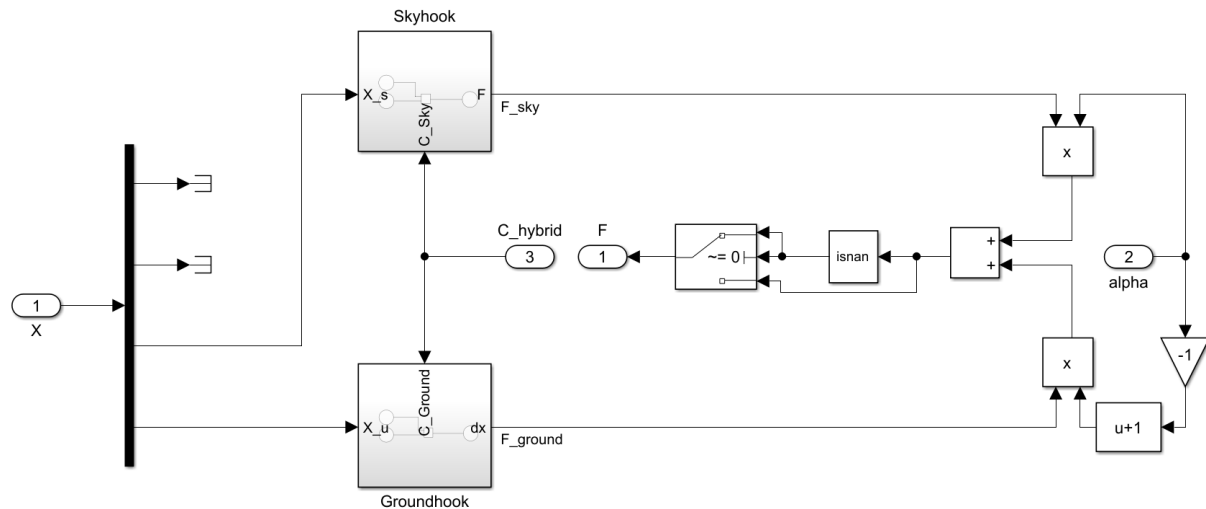 Skyhook
X_s
C_Sky
F
F_sky
x
C_hybrid
3
F
1
~= 0
isnan
+
+
2
alpha
1
X
-1
x
u+1
C_Ground
X_u
dx
F_ground
Groundhook